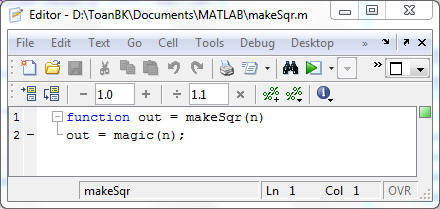 Editor - D:\ToanBK\Documents\MATLAB\makeSqr.m
File Edit Text Go Cell Tools Debug Desktop »
» 
− 1.0 + ÷ 1.1 ×
1 function out = makeSqr(n)
2 − out = magic(n);
makeSqr Ln 1 Col 1 OVR